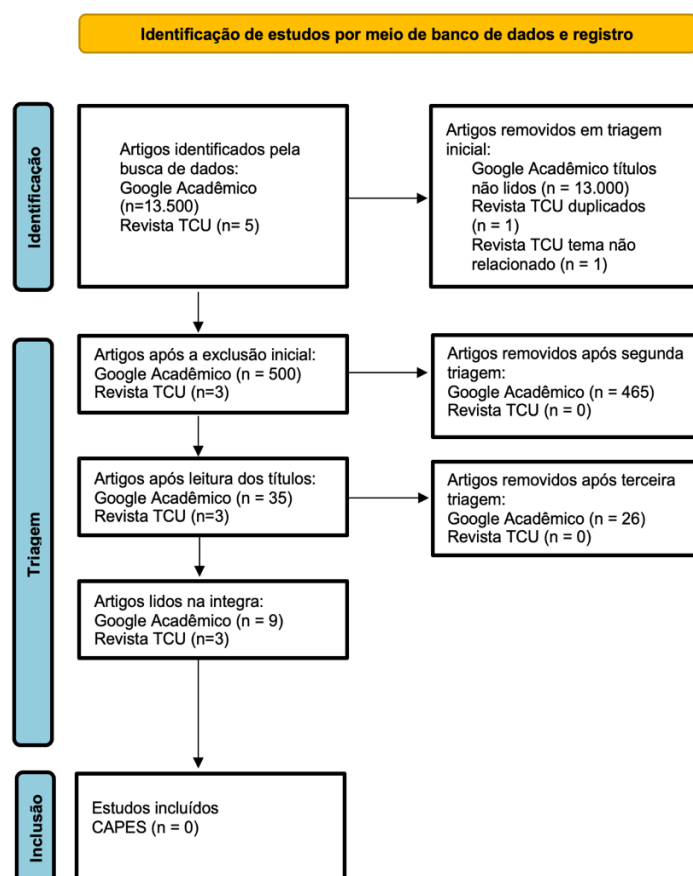 Identificação de estudos por meio de banco de dados e registro
Identificação
Artigos identificados pela
busca de dados:
Google Acadêmico
(n=13.500)
Revista TCU (n= 5)
Artigos removidos em triagem
inicial:
Google Acadêmico títulos
não lidos (n = 13.000)
Revista TCU duplicados
(n = 1)
Revista TCU tema não
relacionado (n = 1)
Triagem
Artigos após a exclusão inicial:
Google Acadêmico (n = 500)
Revista TCU (n=3)
Artigos removidos após segunda
triagem:
Google Acadêmico (n = 465)
Revista TCU (n = 0)
Artigos após leitura dos títulos:
Google Acadêmico (n = 35)
Revista TCU (n=3)
Artigos removidos após terceira
triagem:
Google Acadêmico (n = 26)
Revista TCU (n = 0)
Artigos lidos na integra:
Google Acadêmico (n = 9)
Revista TCU (n=3)
Inclusão
Estudos incluídos
CAPES (n = 0)